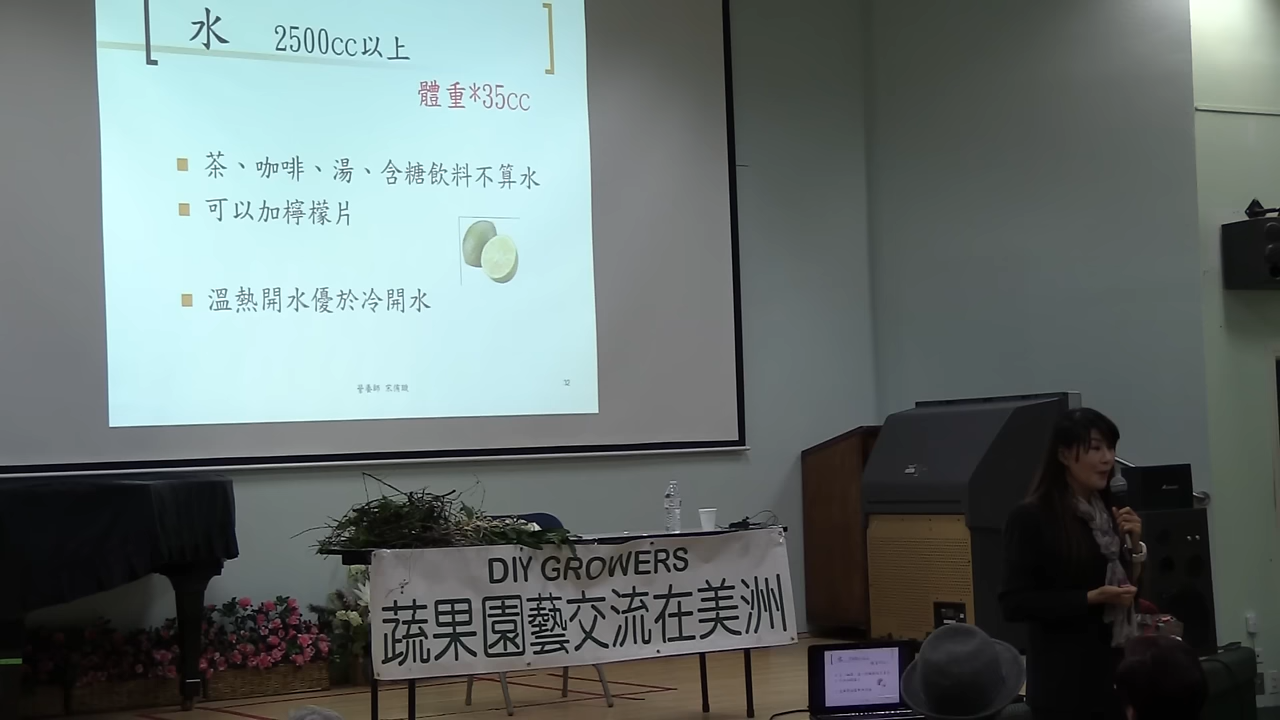 水 2500cc以上
體重*35cc
茶、咖啡、湯、含糖飲料不算水
可以加檸檬片
溫熱開水優於冷開水
32
DIY GROWERS
蔬果園藝交流在美洲